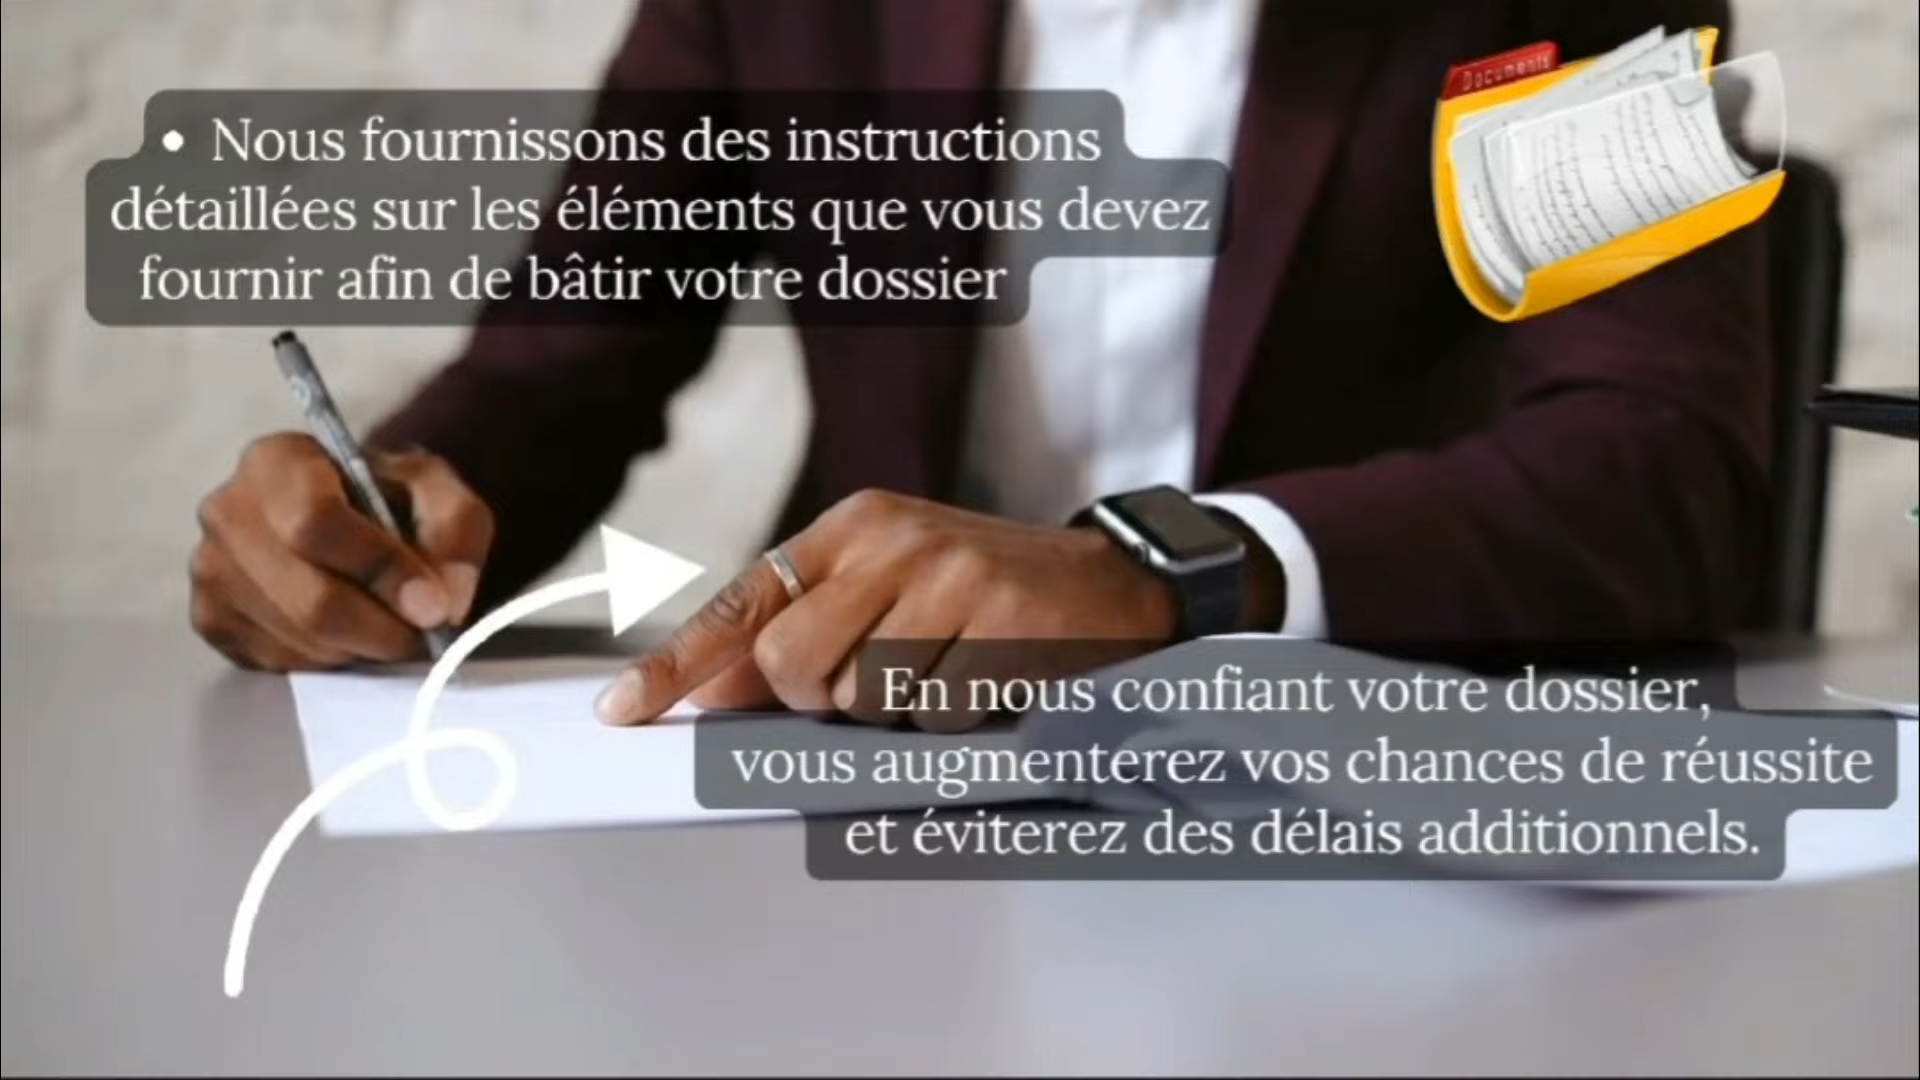 Documents
• Nous fournissons des instructions
détaillées sur les éléments que vous devez
fournir afin de bâtir votre dossier
En nous confiant votre dossier,
vous augmenterez vos chances de réussite
et éviterez des délais additionnels.